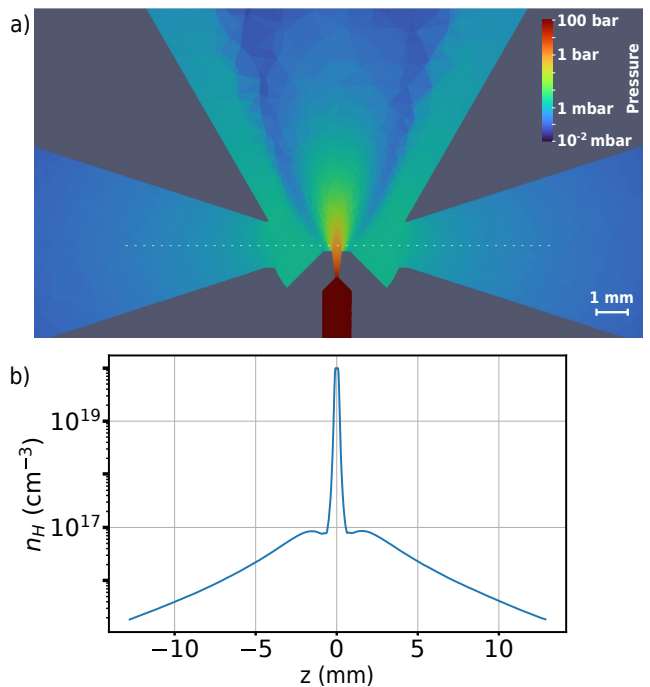 a)
100 bar
1 bar
1 mbar
10⁻² mbar
Pressure
1 mm
b)
10¹⁹
10¹⁷
n_H (cm⁻³)
−10 −5 0 5 10
z (mm)